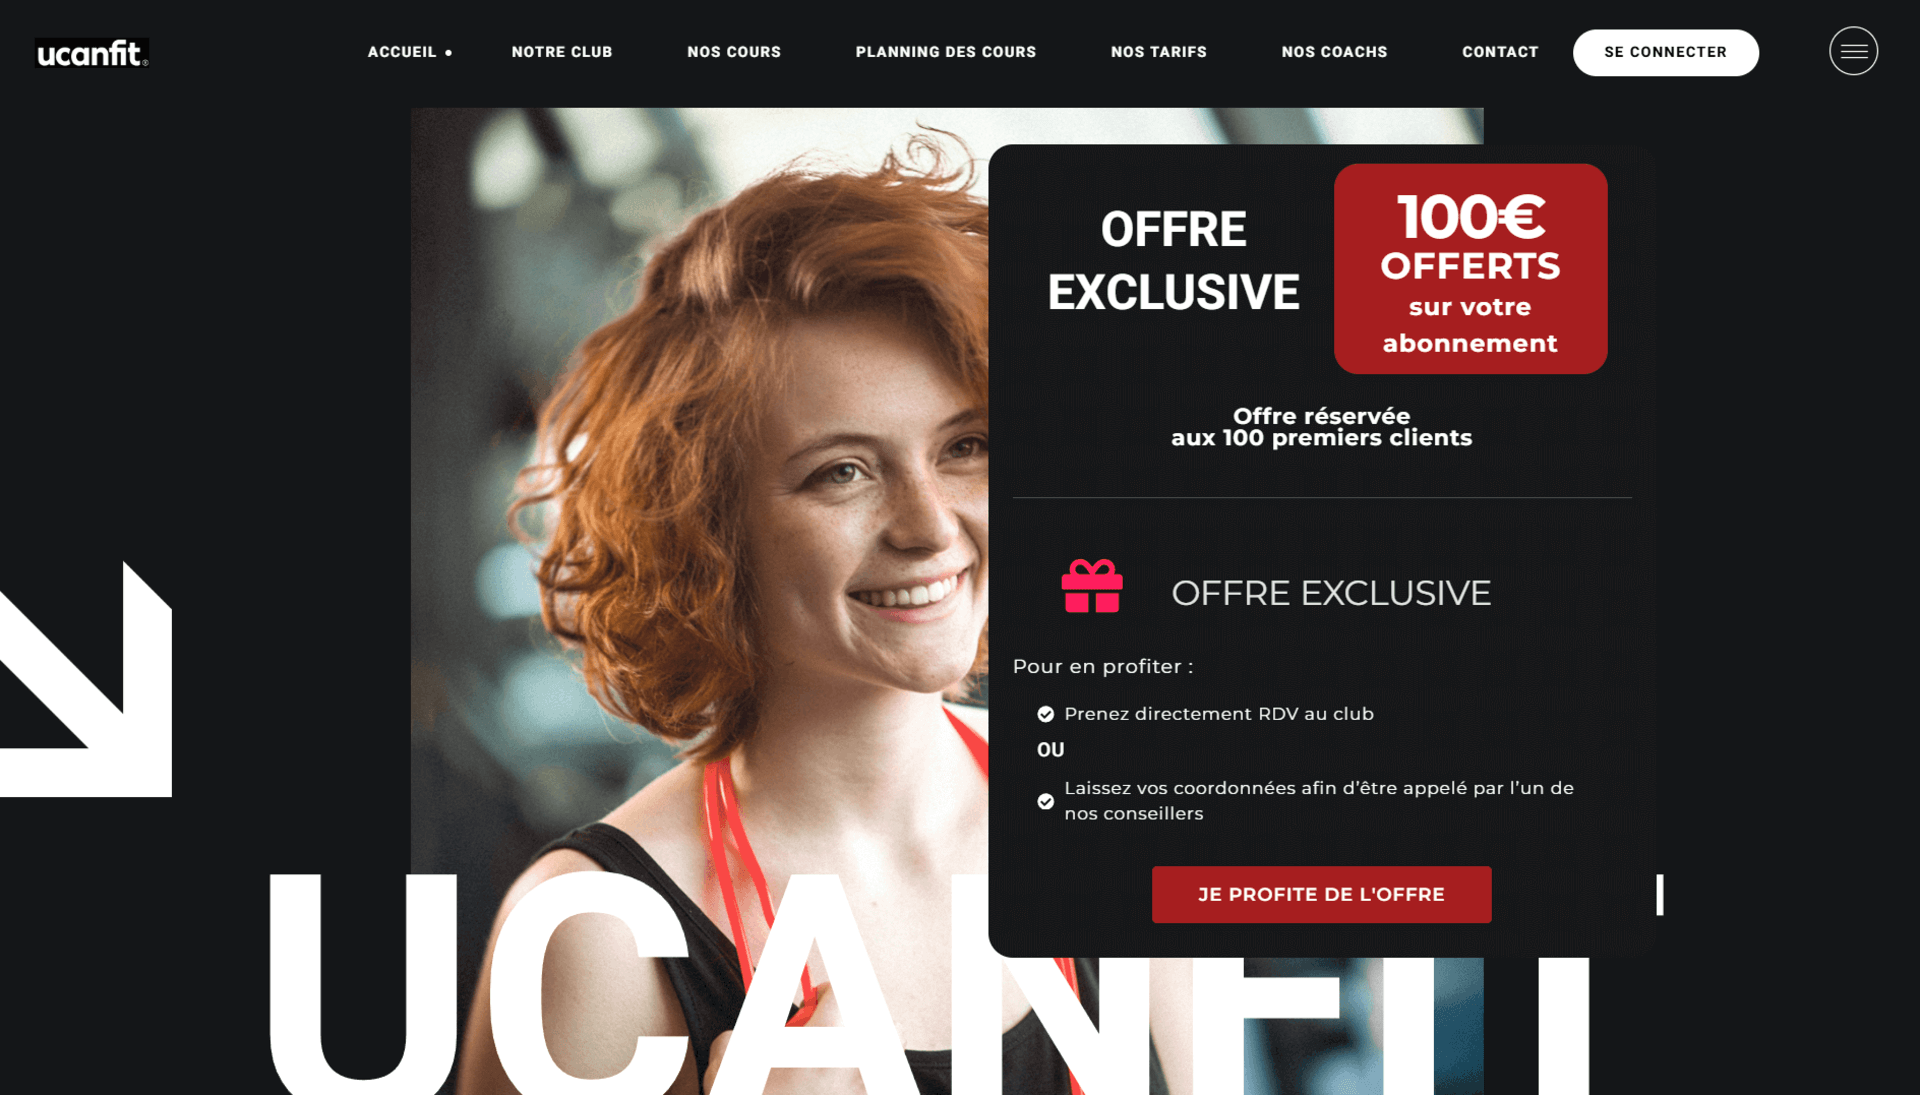 ucanfit®
ACCUEIL
NOTRE CLUB
NOS COURS
PLANNING DES COURS
NOS TARIFS
NOS COACHS
CONTACT
SE CONNECTER
OFFRE
EXCLUSIVE
100€
OFFERTS
sur votre
abonnement
Offre réservée
aux 100 premiers clients
OFFRE EXCLUSIVE
Pour en profiter :
Prenez directement RDV au club
OU
Laissez vos coordonnées afin d’être appelé par l’un de
nos conseillers
JE PROFITE DE L'OFFRE
UCANFIT